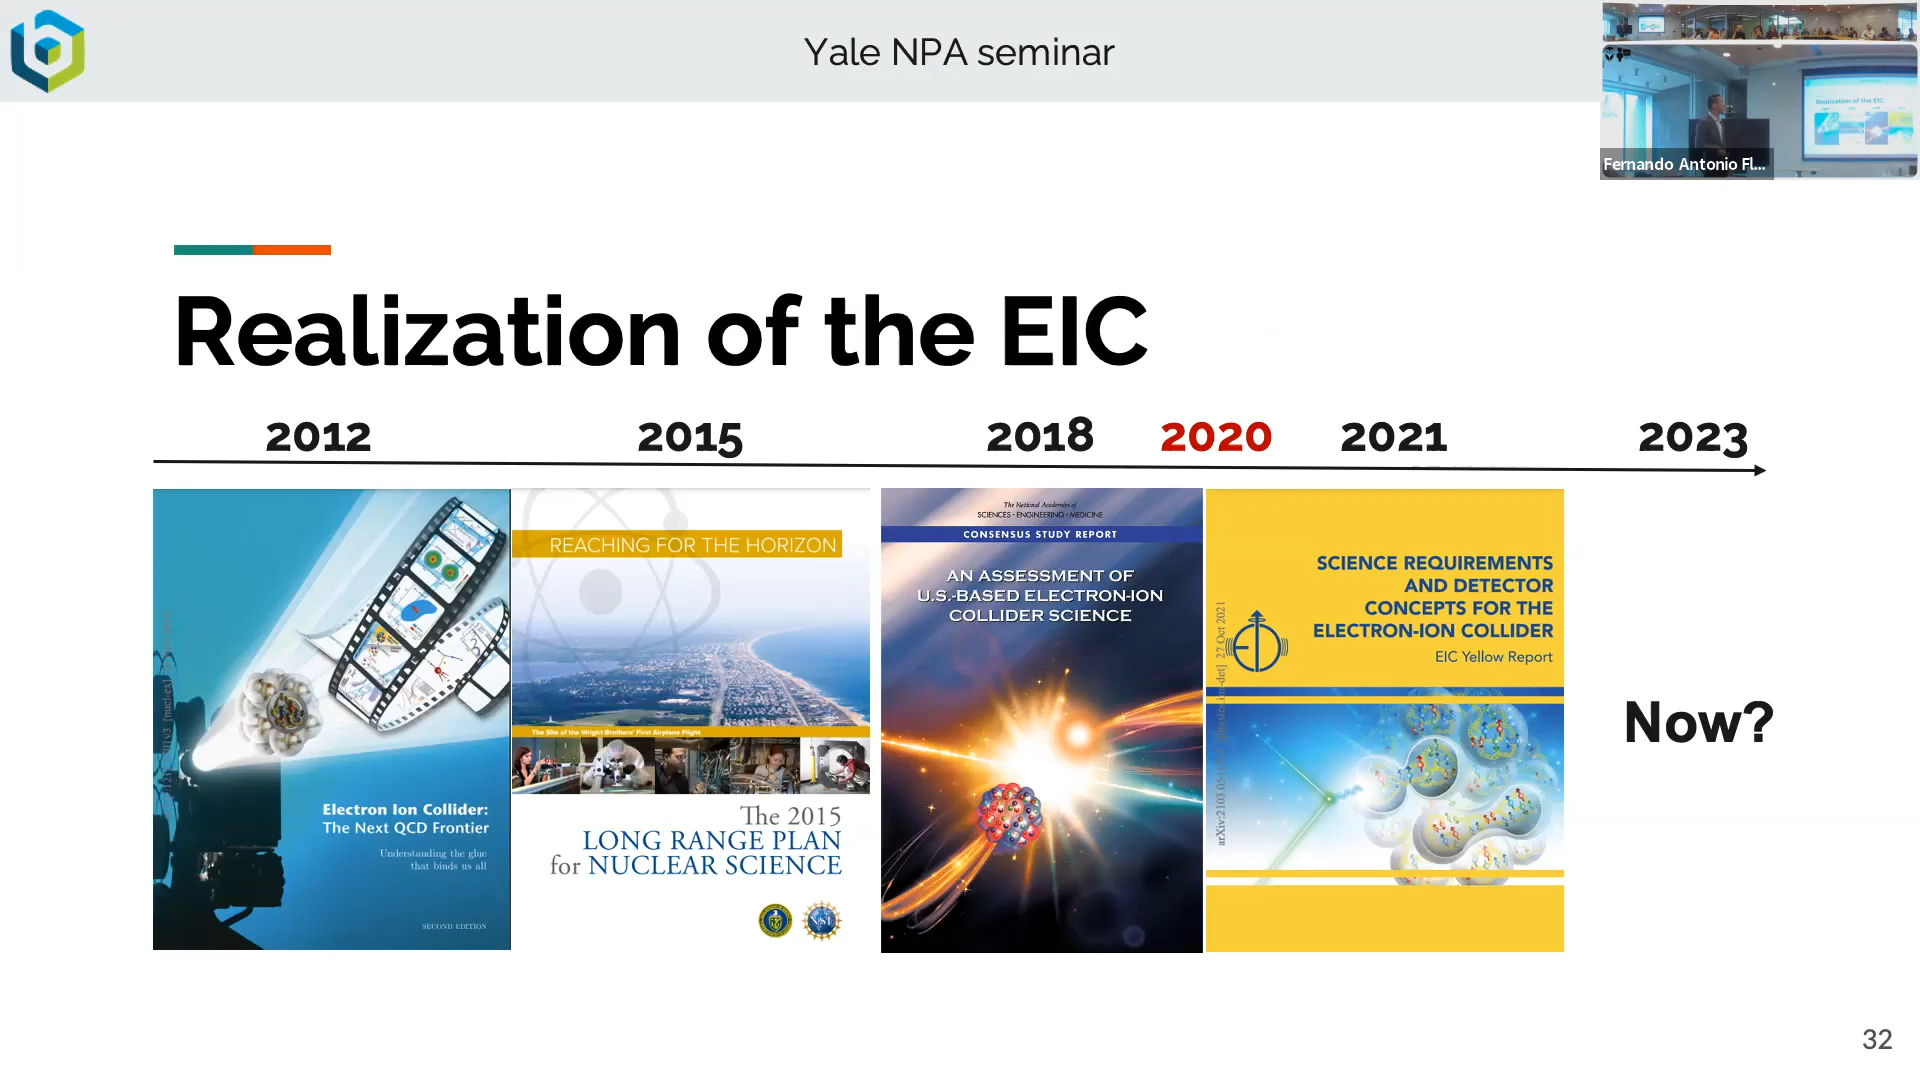 Yale NPA seminar
Fernando Antonio Fl...
Realization of the EIC
2012 2015 2018 2020 2021 2023
Electron Ion Collider:
The Next QCD Frontier
Understanding the glue
that binds us all
SECOND EDITION
REACHING FOR THE HORIZON
The Site of the Wright Brothers' First Airplane Flight
The 2015
LONG RANGE PLAN
for NUCLEAR SCIENCE
The National Academies of
SCIENCES • ENGINEERING • MEDICINE
CONSENSUS STUDY REPORT
AN ASSESSMENT OF
U.S.-BASED ELECTRON-ION
COLLIDER SCIENCE
SCIENCE REQUIREMENTS
AND DETECTOR
CONCEPTS FOR THE
ELECTRON-ION COLLIDER
EIC Yellow Report
27 Oct 2021
Now?
32